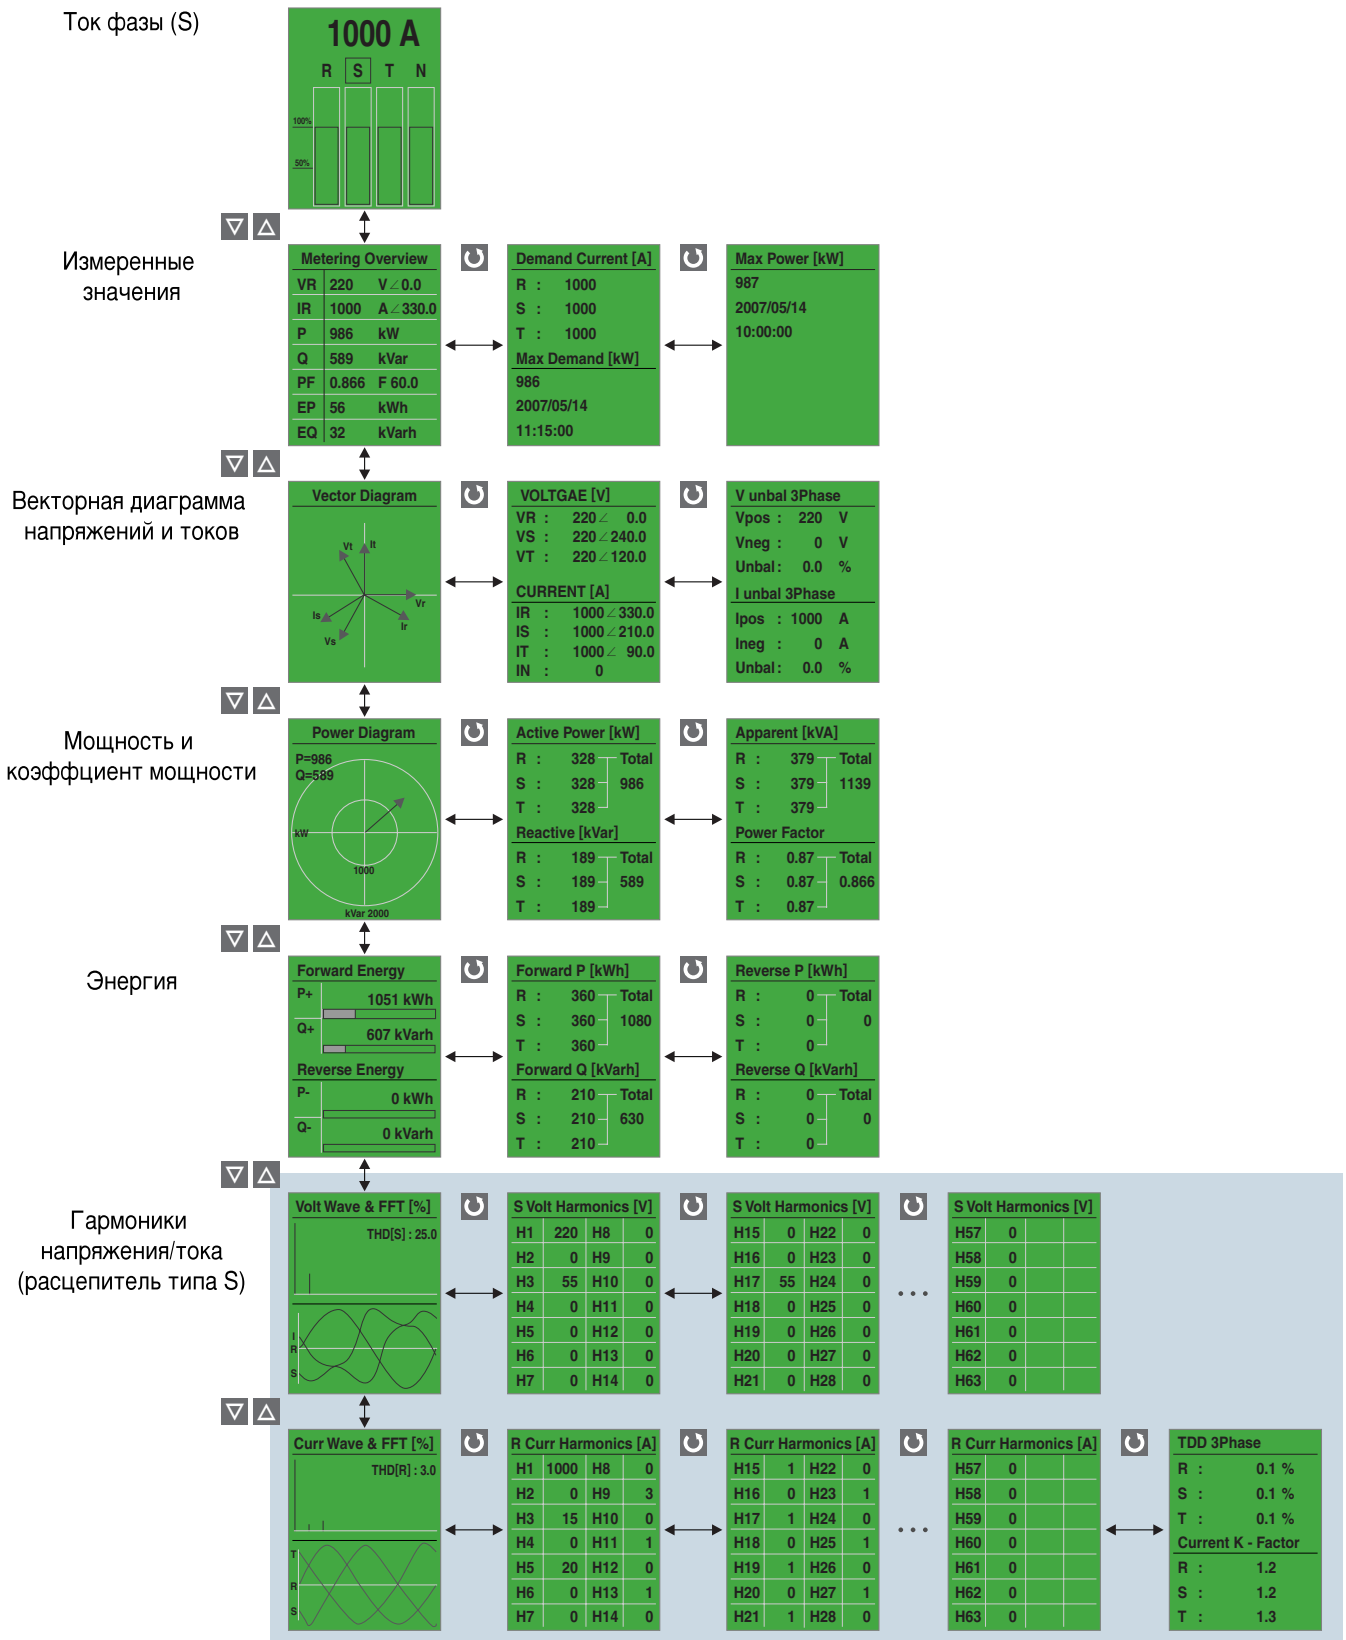 Ток фазы (S)
1000 A
R S T N
100%
50%
Измеренные
значения
Metering Overview
VR 220 V∠0.0
IR 1000 A∠330.0
P 986 kW
Q 589 kVar
PF 0.866 F 60.0
EP 56 kWh
EQ 32 kVarh
Demand Current [A]
R : 1000
S : 1000
T : 1000
Max Demand [kW]
986
2007/05/14
11:15:00
Max Power [kW]
987
2007/05/14
10:00:00
Векторная диаграмма
напряжений и токов
Vector Diagram
Vt It
Vr
Is
Ir
Vs
VOLTGAE [V]
VR : 220∠ 0.0
VS : 220∠240.0
VT : 220∠120.0
CURRENT [A]
IR : 1000∠330.0
IS : 1000∠210.0
IT : 1000∠ 90.0
IN : 0
V unbal 3Phase
Vpos : 220 V
Vneg : 0 V
Unbal : 0.0 %
I unbal 3Phase
Ipos : 1000 A
Ineg : 0 A
Unbal : 0.0 %
Мощность и
коэффциент мощности
Power Diagram
P=986
Q=589
kW
1000
kVar 2000
Active Power [kW]
R : 328 Total
S : 328 986
T : 328
Reactive [kVar]
R : 189 Total
S : 189 589
T : 189
Apparent [kVA]
R : 379 Total
S : 379 1139
T : 379
Power Factor
R : 0.87 Total
S : 0.87 0.866
T : 0.87
Энергия
Forward Energy
P+ 1051 kWh
Q+ 607 kVarh
Reverse Energy
P- 0 kWh
Q- 0 kVarh
Forward P [kWh]
R : 360 Total
S : 360 1080
T : 360
Forward Q [kVarh]
R : 210 Total
S : 210 630
T : 210
Reverse P [kWh]
R : 0 Total
S : 0 0
T : 0
Reverse Q [kVarh]
R : 0 Total
S : 0 0
T : 0
Гармоники
напряжения/тока
(расцепитель типа S)
Volt Wave & FFT [%]
THD[S] : 25.0
I
R
S
S Volt Harmonics [V]
H1 220 H8 0
H2 0 H9 0
H3 55 H10 0
H4 0 H11 0
H5 0 H12 0
H6 0 H13 0
H7 0 H14 0
S Volt Harmonics [V]
H15 0 H22 0
H16 0 H23 0
H17 55 H24 0
H18 0 H25 0
H19 0 H26 0
H20 0 H27 0
H21 0 H28 0
...
S Volt Harmonics [V]
H57 0
H58 0
H59 0
H60 0
H61 0
H62 0
H63 0
Curr Wave & FFT [%]
THD[R] : 3.0
T
R
S
R Curr Harmonics [A]
H1 1000 H8 0
H2 0 H9 3
H3 15 H10 0
H4 0 H11 1
H5 20 H12 0
H6 0 H13 1
H7 0 H14 0
R Curr Harmonics [A]
H15 1 H22 0
H16 0 H23 1
H17 1 H24 0
H18 0 H25 1
H19 1 H26 0
H20 0 H27 1
H21 1 H28 0
...
R Curr Harmonics [A]
H57 0
H58 0
H59 0
H60 0
H61 0
H62 0
H63 0
TDD 3Phase
R : 0.1 %
S : 0.1 %
T : 0.1 %
Current K - Factor
R : 1.2
S : 1.2
T : 1.3